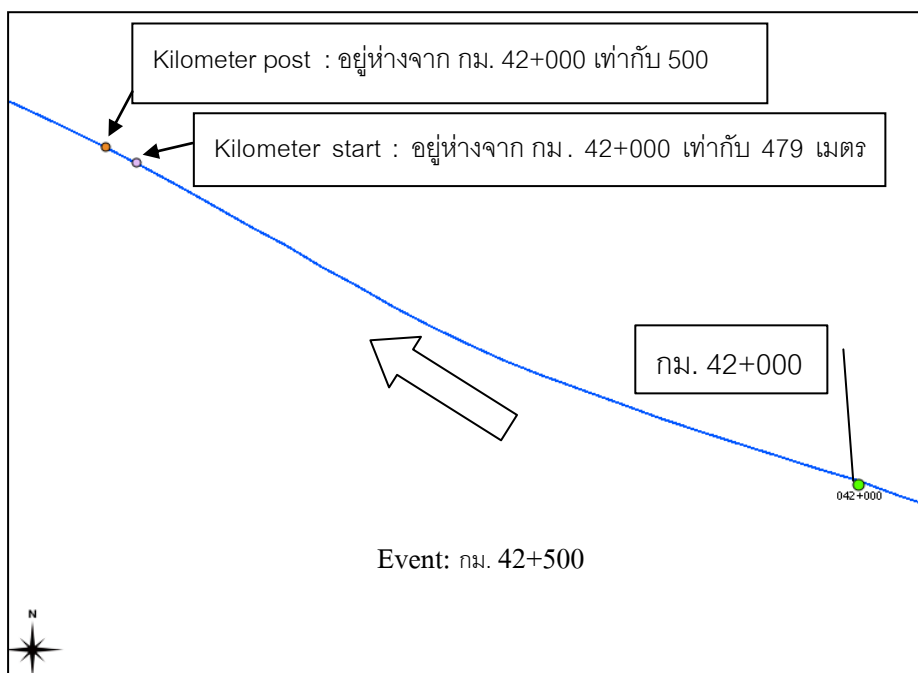 Kilometer post : อยู่ห่างจาก กม. 42+000 เท่ากับ 500
Kilometer start : อยู่ห่างจาก กม. 42+000 เท่ากับ 479 เมตร
กม. 42+000
042+000
Event: กม. 42+500
N